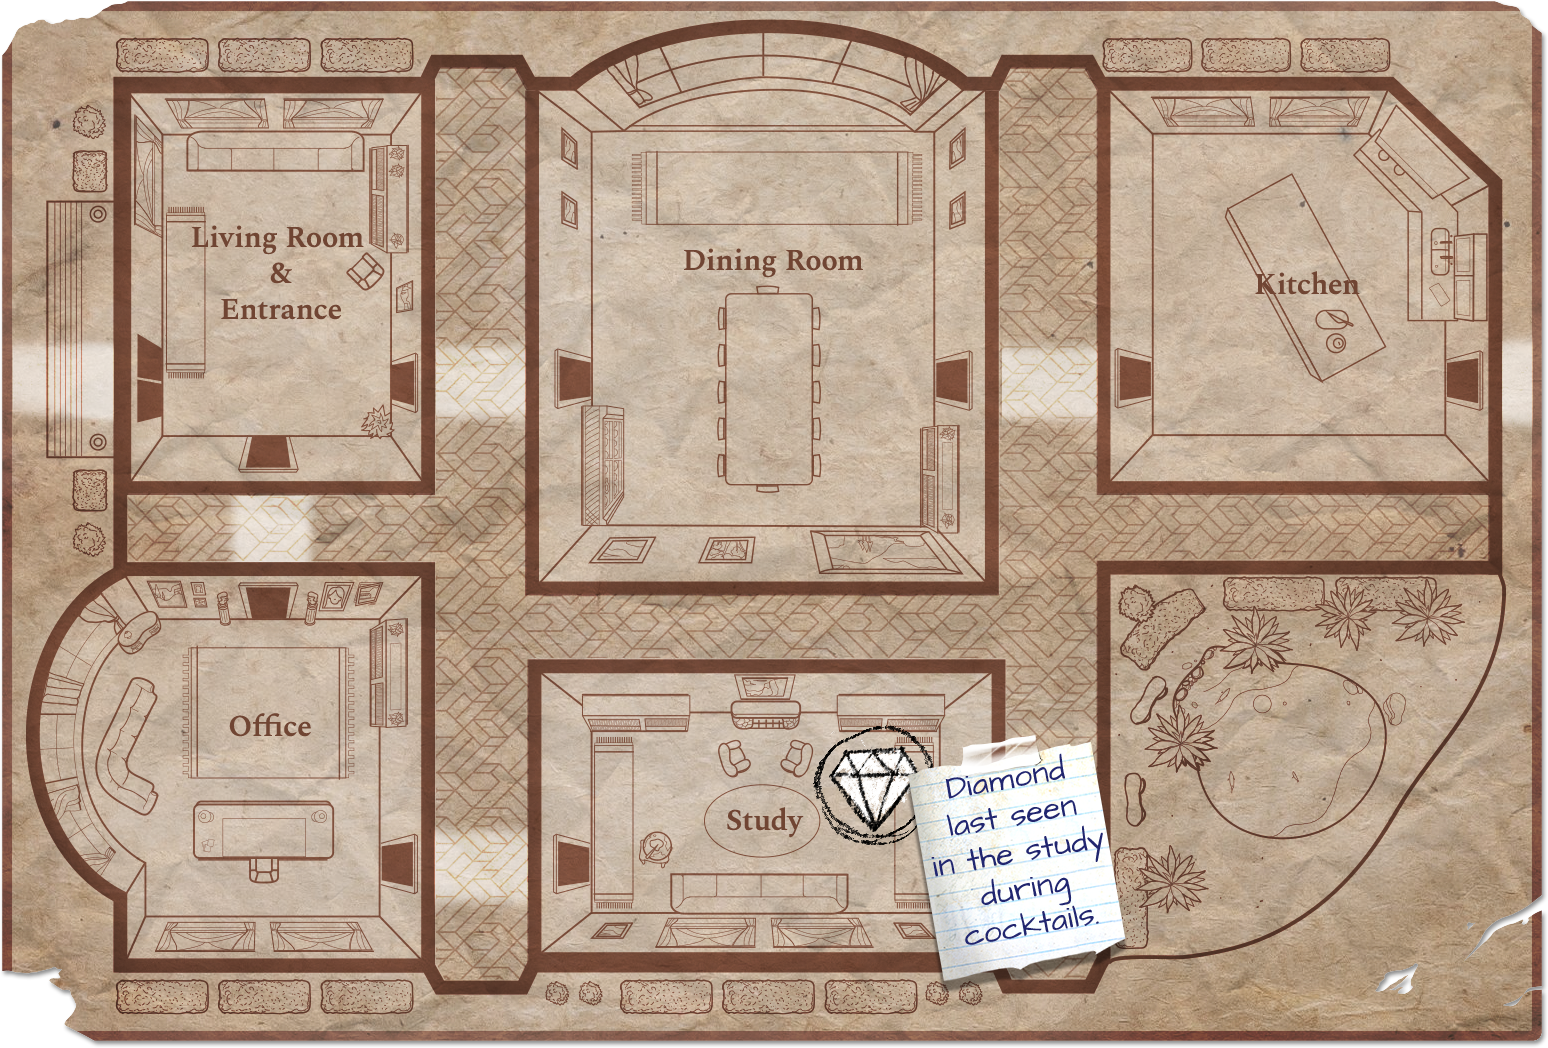 Living Room
&
Entrance
Dining Room
Kitchen
Office
Study
Diamond
last seen
in the study
during
cocktails.